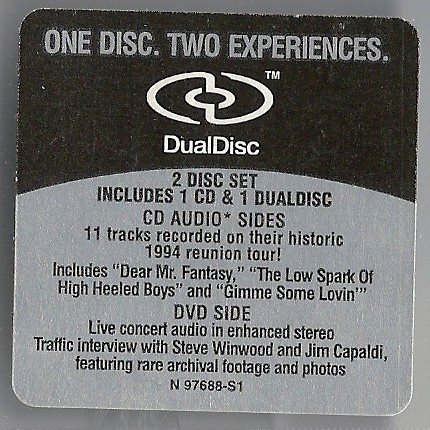 ONE DISC. TWO EXPERIENCES.
TM
DualDisc
2 DISC SET
INCLUDES 1 CD & 1 DUALDISC
CD AUDIO* SIDES
11 tracks recorded on their historic
1994 reunion tour!
Includes “Dear Mr. Fantasy,” “The Low Spark Of
High Heeled Boys” and “Gimme Some Lovin’”
DVD SIDE
Live concert audio in enhanced stereo
Traffic interview with Steve Winwood and Jim Capaldi,
featuring rare archival footage and photos
N 97688-S1